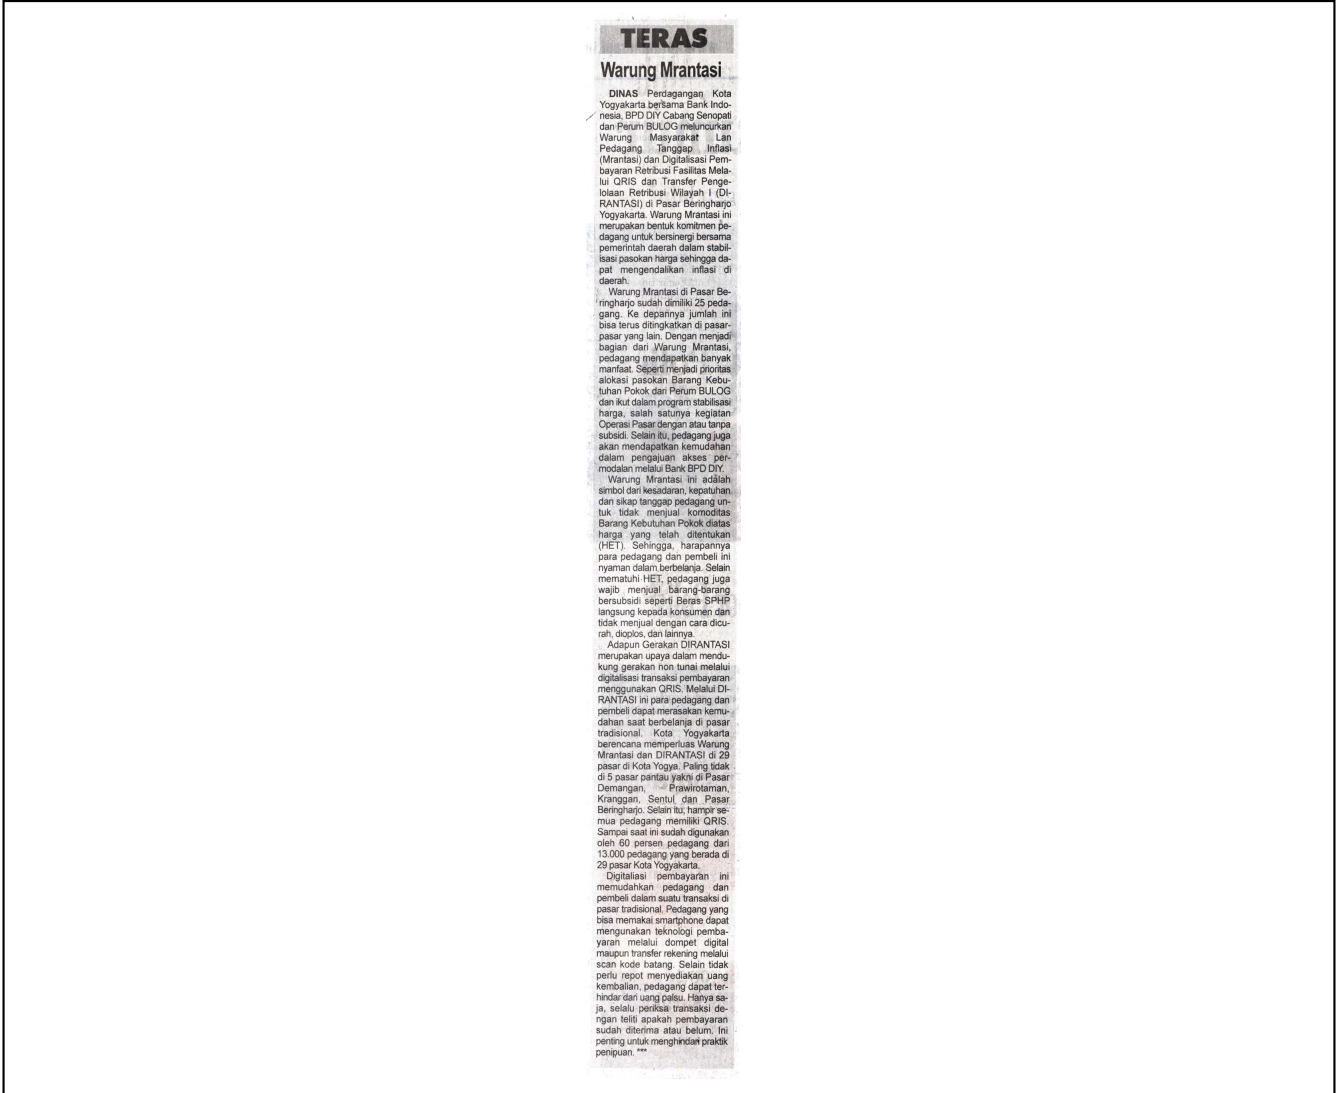 TERAS
Warung Mrantasi
DINAS Perdagangan Kota
Yogyakarta bersama Bank Indo-
nesia, BPD DIY Cabang Senopati
dan Perum BULOG meluncurkan
Warung Masyarakat Lan
Pedagang Tanggap Inflasi
(Mrantasi) dan Digitalisasi Pem-
bayaran Retribusi Fasilitas Mela-
lui QRIS dan Transfer Penge-
lolaan Retribusi Wilayah I (DI-
RANTASI) di Pasar Beringharjo
Yogyakarta. Warung Mrantasi ini
merupakan bentuk komitmen pe-
dagang untuk bersinergi bersama
pemerintah daerah dalam stabil-
isasi pasokan harga sehingga da-
pat mengendalikan inflasi di
daerah.
Warung Mrantasi di Pasar Be-
ringharjo sudah dimiliki 25 peda-
gang. Ke depannya jumlah ini
bisa terus ditingkatkan di pasar-
pasar yang lain. Dengan menjadi
bagian dari Warung Mrantasi,
pedagang mendapatkan banyak
manfaat. Seperti menjadi prioritas
alokasi pasokan Barang Kebu-
tuhan Pokok dari Perum BULOG
dan ikut dalam program stabilisasi
harga, salah satunya kegiatan
Operasi Pasar dengan atau tanpa
subsidi. Selain itu, pedagang juga
akan mendapatkan kemudahan
dalam pengajuan akses per-
modalan melalui Bank BPD DIY.
Warung Mrantasi ini adalah
simbol dari kesadaran, kepatuhan
dan sikap tanggap pedagang un-
tuk tidak menjual komoditas
Barang Kebutuhan Pokok diatas
harga yang telah ditentukan
(HET). Sehingga, harapannya
para pedagang dan pembeli ini
nyaman dalam berbelanja. Selain
mematuhi HET, pedagang juga
wajib menjual barang-barang
bersubsidi seperti Beras SPHP
langsung kepada konsumen dan
tidak menjual dengan cara dicu-
rah, dioplos, dan lainnya.
Adapun Gerakan DIRANTASI
merupakan upaya dalam mendu-
kung gerakan non tunai melalui
digitalisasi transaksi pembayaran
menggunakan QRIS. Melalui DI-
RANTASI ini para pedagang dan
pembeli dapat merasakan kemu-
dahan saat berbelanja di pasar
tradisional. Kota Yogyakarta
berencana memperluas Warung
Mrantasi dan DIRANTASI di 29
pasar di Kota Yogya. Paling tidak
di 5 pasar pantau yakni di Pasar
Demangan, Prawirotaman,
Kranggan, Sentul dan Pasar
Beringharjo. Selain itu, hampir se-
mua pedagang memiliki QRIS.
Sampai saat ini sudah digunakan
oleh 60 persen pedagang dari
13.000 pedagang yang berada di
29 pasar Kota Yogyakarta.
Digitaliasi pembayaran ini
memudahkan pedagang dan
pembeli dalam suatu transaksi di
pasar tradisional. Pedagang yang
bisa memakai smartphone dapat
mengunakan teknologi pemba-
yaran melalui dompet digital
maupun transfer rekening melalui
scan kode batang. Selain tidak
perlu repot menyediakan uang
kembalian, pedagang dapat ter-
hindar dari uang palsu. Hanya sa-
ja, selalu periksa transaksi de-
ngan teliti apakah pembayaran
sudah diterima atau belum. Ini
penting untuk menghindari praktik
penipuan. ***